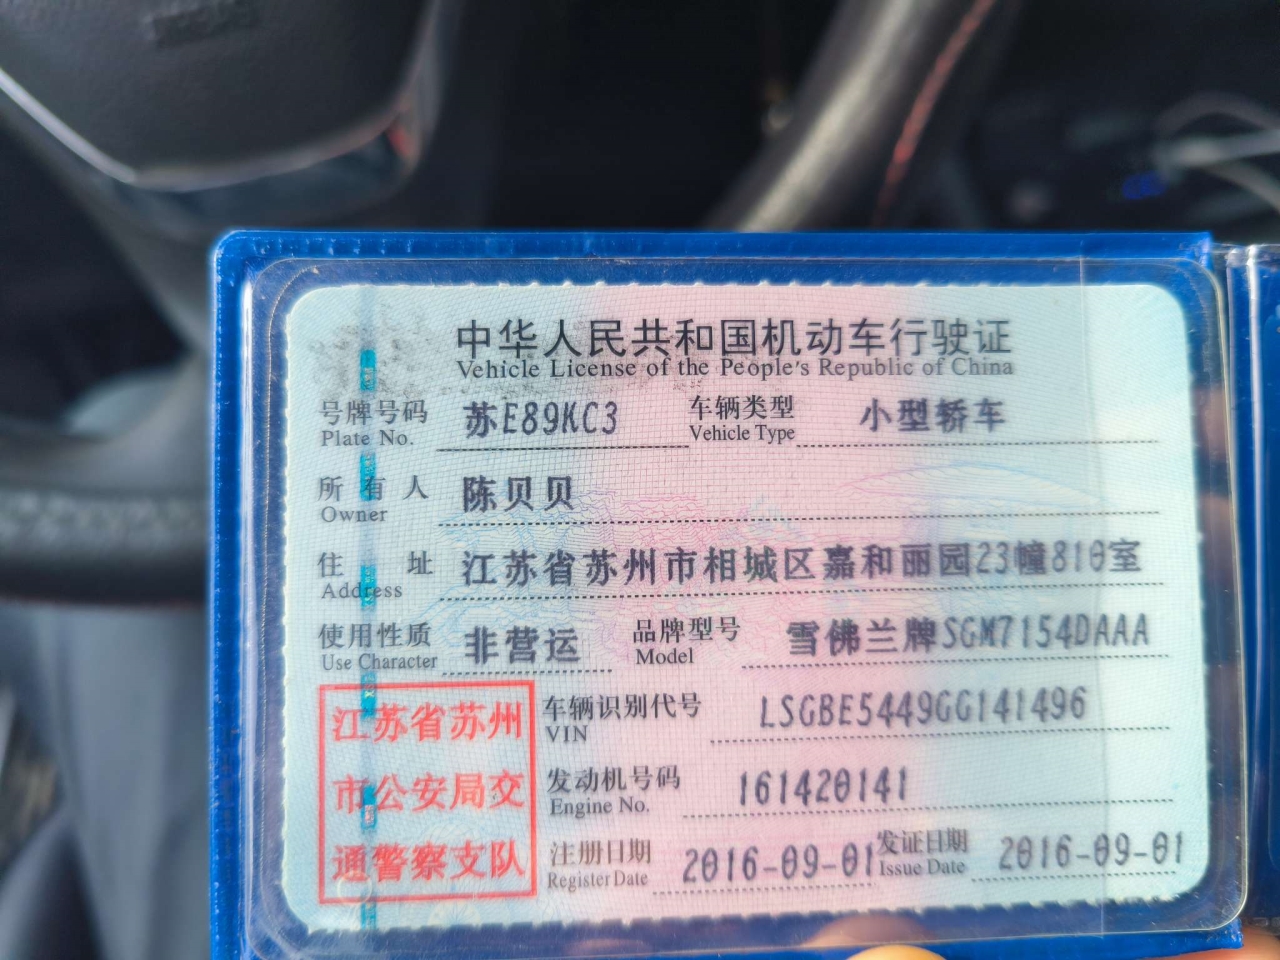 中华人民共和国机动车行驶证
Vehicle License of the People's Republic of China
号牌号码 苏E89KC3 车辆类型 小型轿车
Plate No. Vehicle Type
所有人 陈贝贝
Owner
住址 江苏省苏州市相城区嘉和丽园23幢810室
Address
使用性质 非营运 品牌型号 雪佛兰牌SGM7154DAAA
Use Character Model
江苏省苏州
市公安局交
通警察支队
车辆识别代号 LSGBE5449GG141496
VIN
发动机号码 161420141
Engine No.
注册日期 2016-09-01 发证日期 2016-09-01
Register Date Issue Date